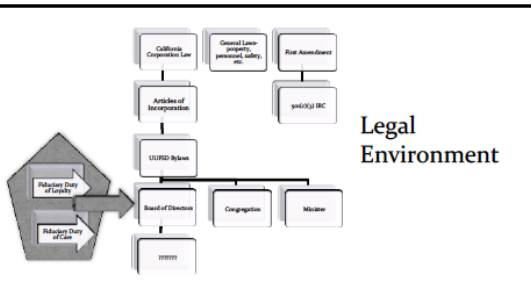 California
Corporation Law
General Laws-
property,
personnel, safety,
etc.
First Amendment
Articles of
Incorporation
501(c)(3) IRC
Legal
Environment
UUFSD Bylaws
Fiduciary Duty
of Loyalty
Board of Directors
Congregation
Minister
Fiduciary Duty
of Care
???????